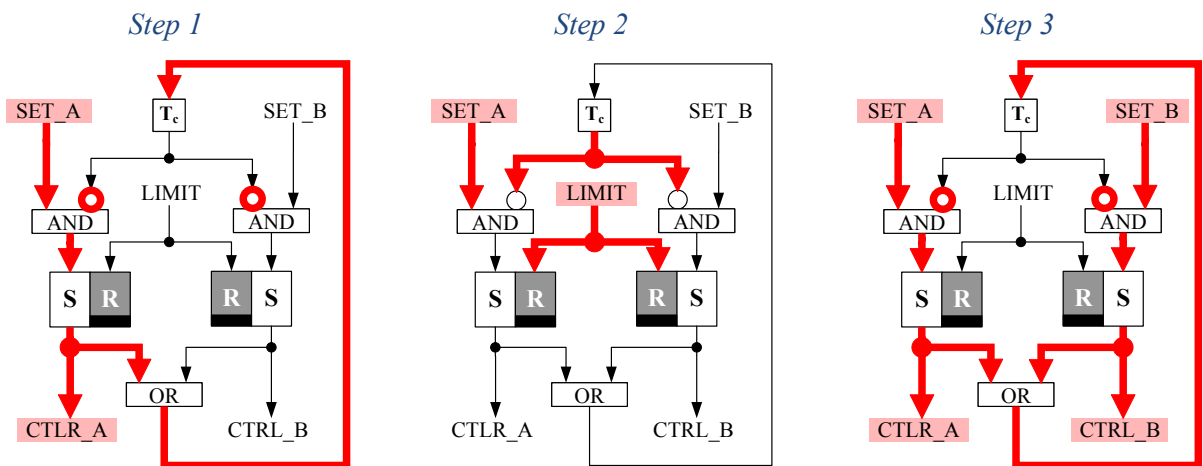 Step 1
SET_A
Tc
SET_B
LIMIT
AND
AND
S
R
R
S
OR
CTLR_A
CTRL_B
Step 2
SET_A
Tc
SET_B
LIMIT
AND
AND
S
R
R
S
OR
CTLR_A
CTRL_B
Step 3
SET_A
Tc
SET_B
LIMIT
AND
AND
S
R
R
S
OR
CTLR_A
CTRL_B